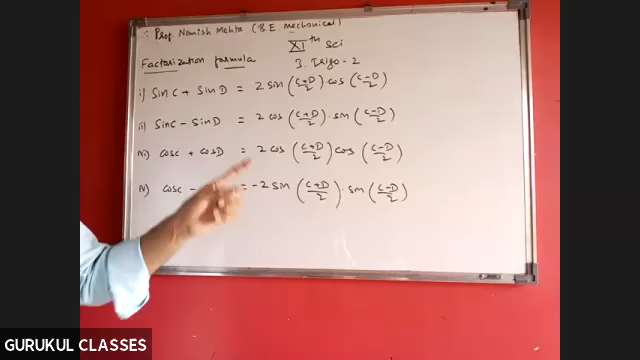 :- Prof. Namish Mehta (B.E. Mechanical)
XIth Sci
Factorization formula 3. Trigo-2
i) SinC + SinD = 2 sin (C+D/2) cos (C-D/2)
ii) SinC - SinD = 2 cos (C+D/2) . sin (C-D/2)
iii) cosC + cosD = 2 cos (C+D/2) cos (C-D/2)
iv) cosC - = -2 sin (C+D/2) . sin (C-D/2)
GURUKUL CLASSES